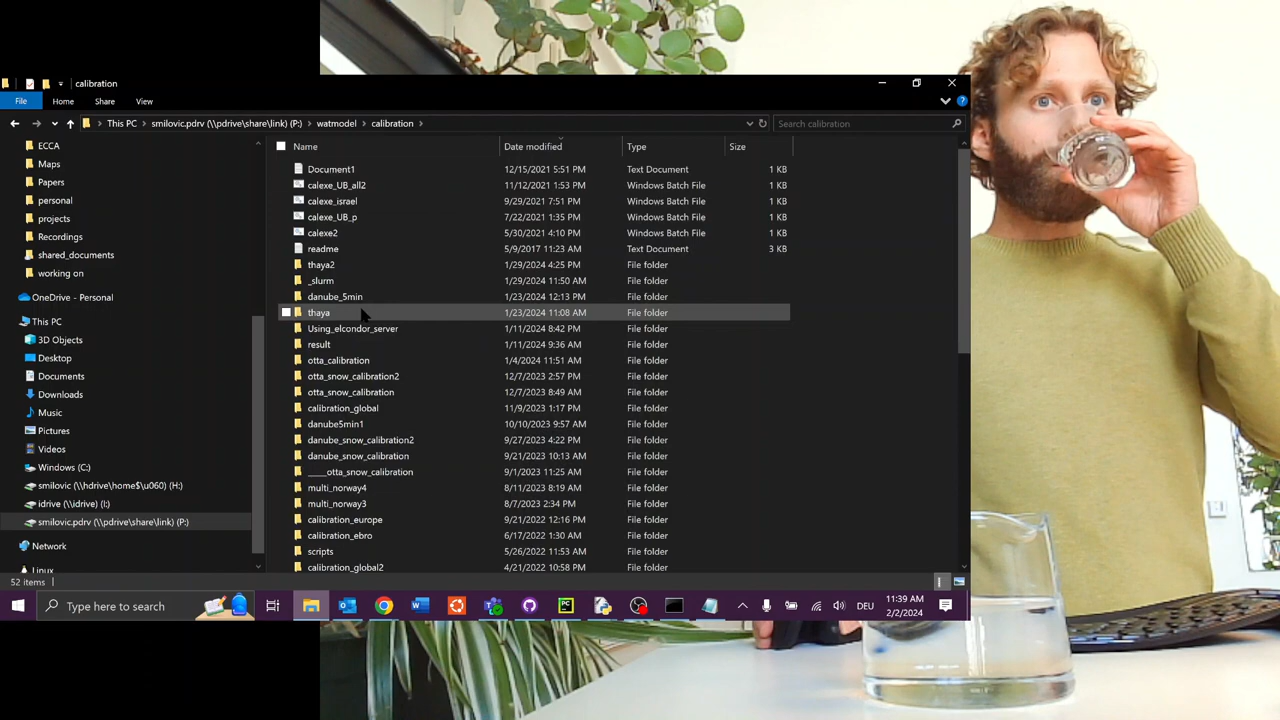 calibration
File Home Share View
This PC smilovic.pdrv (\\pdrive\share\link) (P:) watmodel calibration
Search calibration
ECCA
Maps
Papers
personal
projects
Recordings
shared_documents
working on
OneDrive - Personal
This PC
3D Objects
Desktop
Documents
Downloads
Music
Pictures
Videos
Windows (C:)
smilovic (\\hdrive\home$\u060) (H:)
idrive (\\idrive) (I:)
smilovic.pdrv (\\pdrive\share\link) (P:)
Network
Linux
Name Date modified Type Size
Document1 12/15/2021 5:51 PM Text Document 1 KB
calexe_UB_all2 11/12/2021 1:53 PM Windows Batch File 1 KB
calexe_israel 9/29/2021 7:51 PM Windows Batch File 1 KB
calexe_UB_p 7/22/2021 1:35 PM Windows Batch File 1 KB
calexe2 5/30/2021 4:10 PM Windows Batch File 1 KB
readme 5/9/2017 11:23 AM Text Document 3 KB
thaya2 1/29/2024 4:25 PM File folder
_slurm 1/29/2024 11:50 AM File folder
danube_5min 1/23/2024 12:13 PM File folder
thaya 1/23/2024 11:08 AM File folder
Using_elcondor_server 1/11/2024 8:42 PM File folder
result 1/11/2024 9:36 AM File folder
otta_calibration 1/4/2024 11:51 AM File folder
otta_snow_calibration2 12/7/2023 2:57 PM File folder
otta_snow_calibration 12/7/2023 8:49 AM File folder
calibration_global 11/9/2023 1:17 PM File folder
danube5min1 10/10/2023 9:57 AM File folder
danube_snow_calibration2 9/27/2023 4:22 PM File folder
danube_snow_calibration 9/21/2023 10:13 AM File folder
____otta_snow_calibration 9/1/2023 11:25 AM File folder
multi_norway4 8/11/2023 8:19 AM File folder
multi_norway3 8/7/2023 2:34 PM File folder
calibration_europe 9/21/2022 12:16 PM File folder
calibration_ebro 6/17/2022 1:30 AM File folder
scripts 5/26/2022 11:53 AM File folder
calibration_global2 4/21/2022 10:58 PM File folder
52 items
Type here to search
DEU
11:39 AM
2/2/2024